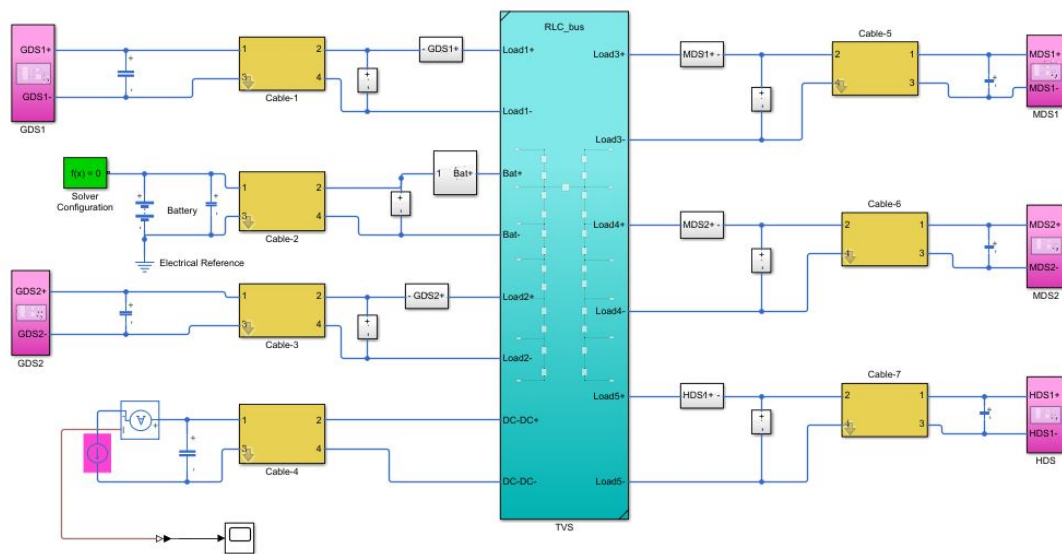 RLC_bus
GDS1+
GDS1-
GDS1
1
2
3
4
Cable-1
- GDS1+
+
-
Load1+
Load1-
f(x) = 0
Solver
Configuration
Battery
Electrical Reference
1
2
3
4
Cable-2
1 Bat+
+
-
Bat+
Bat-
GDS2+
GDS2-
GDS2
1
2
3
4
Cable-3
- GDS2+
+
-
Load2+
Load2-
A
1
2
3
4
Cable-4
DC-DC+
DC-DC-
TVS
Load3+
Load3-
MDS1+ -
+
-
Cable-5
2
1
4
3
MDS1+
MDS1-
MDS1
Load4+
Load4-
MDS2+ -
+
-
Cable-6
2
1
4
3
MDS2+
MDS2-
MDS2
Load5+
Load5-
HDS1+ -
+
-
Cable-7
2
1
4
3
HDS1+
HDS1-
HDS